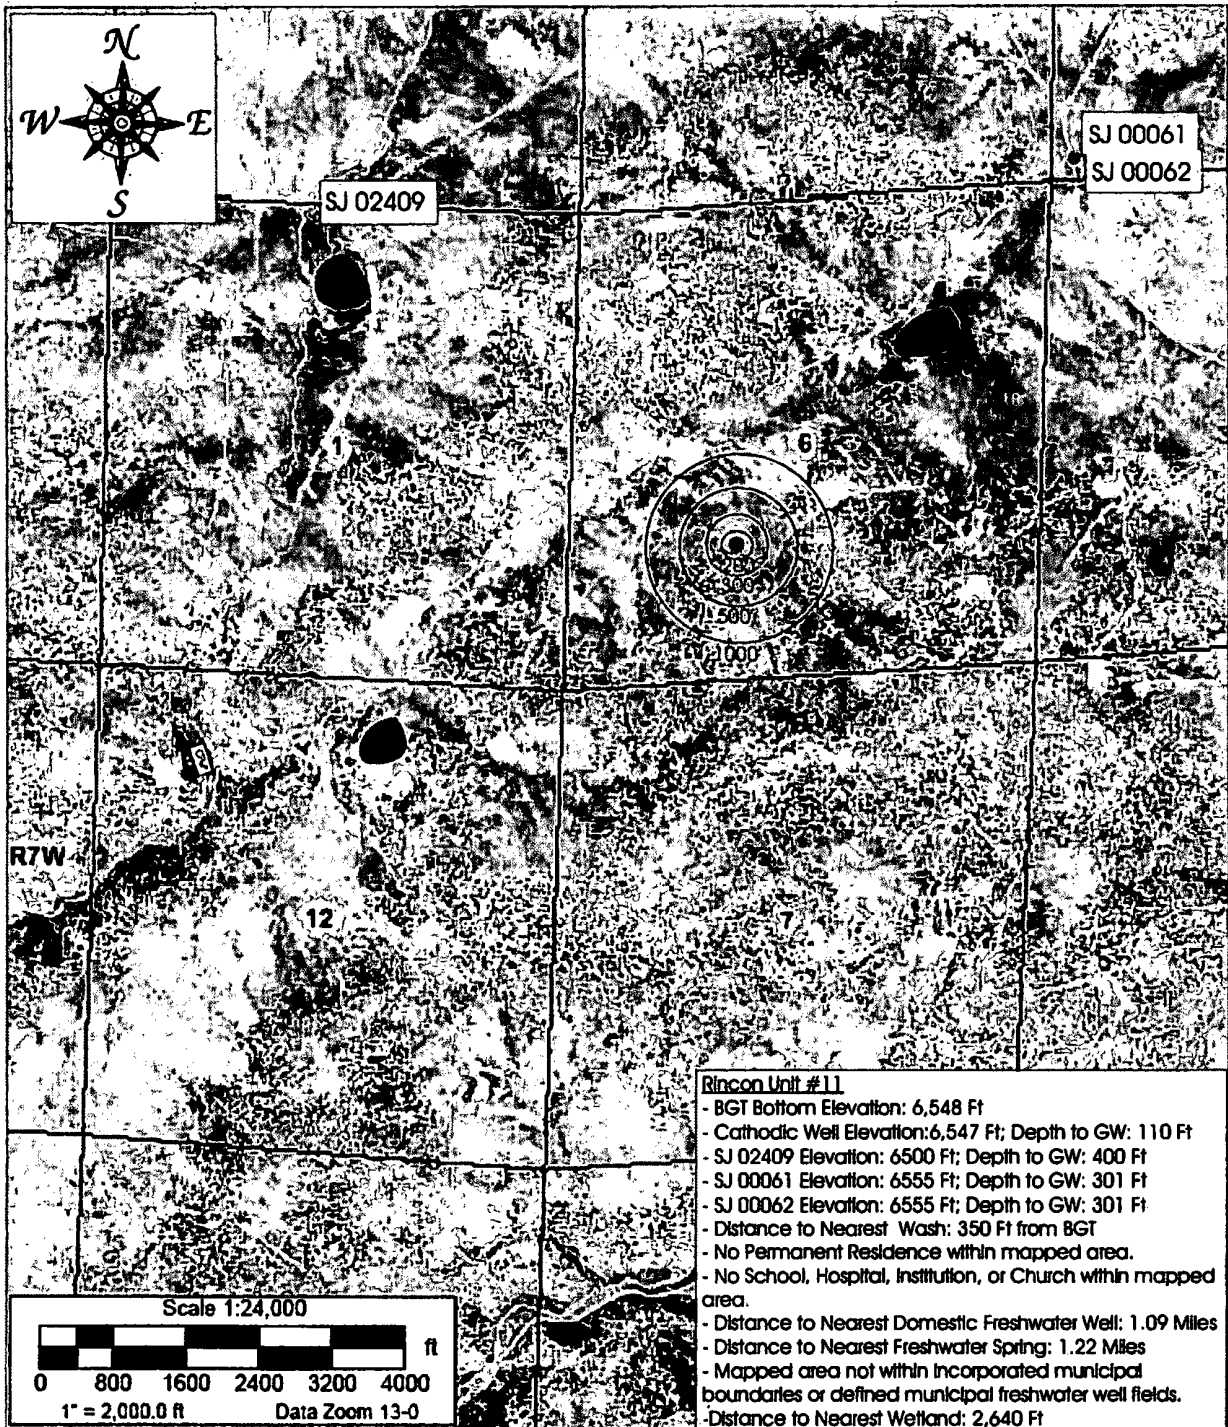 N
W E
S
SJ 02409
SJ 00061
SJ 00062
1
6
300
500
1000
R7W
12
7
Rincon Unit #11
- BGT Bottom Elevation: 6,548 Ft
- Cathodic Well Elevation:6,547 Ft; Depth to GW: 110 Ft
- SJ 02409 Elevation: 6500 Ft; Depth to GW: 400 Ft
- SJ 00061 Elevation: 6555 Ft; Depth to GW: 301 Ft
- SJ 00062 Elevation: 6555 Ft; Depth to GW: 301 Ft
- Distance to Nearest Wash: 350 Ft from BGT
- No Permanent Residence within mapped area.
- No School, Hospital, Institution, or Church within mapped
area.
- Distance to Nearest Domestic Freshwater Well: 1.09 Miles
- Distance to Nearest Freshwater Spring: 1.22 Miles
- Mapped area not within incorporated municipal
boundaries or defined municipal freshwater well fields.
-Distance to Nearest Wetland: 2,640 Ft
Scale 1:24,000
ft
0 800 1600 2400 3200 4000
1" = 2,000.0 ft Data Zoom 13-0